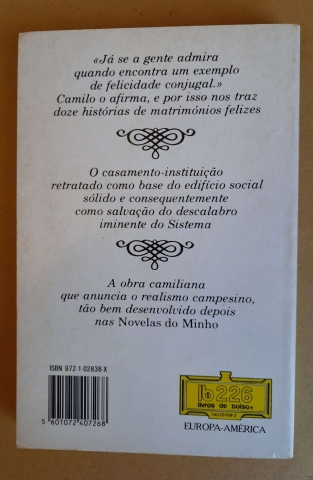 «Já se a gente admira
quando encontra um exemplo
de felicidade conjugal.»
Camilo o afirma, e por isso nos traz
doze histórias de matrimónios felizes
O casamento-instituição
retratado como base do edifício social
sólido e consequentemente
como salvação do descalabro
iminente do Sistema
A obra camiliana
que anuncia o realismo campesino,
tão bem desenvolvido depois
nas Novelas do Minho
ISBN 972-1-02838-X
5601072407268
lb 226
livros de bolso
EUROPA-AMÉRICA